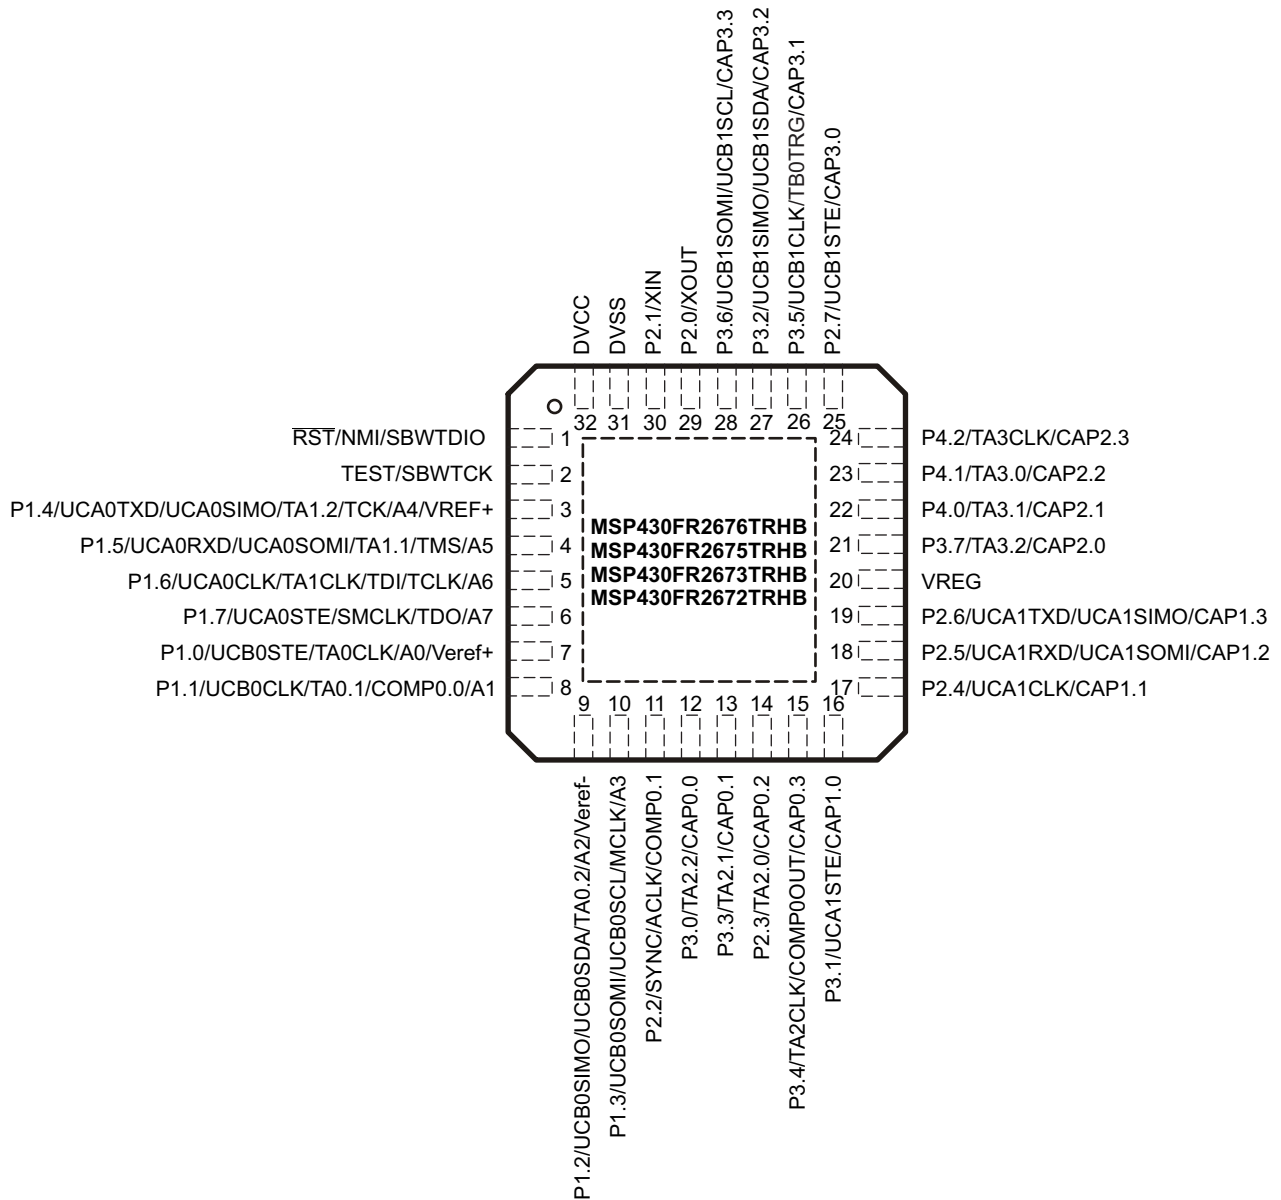 P3.6/UCB1SOMI/UCB1SCL/CAP3.3
P3.2/UCB1SIMO/UCB1SDA/CAP3.2
P3.5/UCB1CLK/TB0TRG/CAP3.1
P2.7/UCB1STE/CAP3.0
DVCC
DVSS
P2.1/XIN
P2.0/XOUT
32 31 30 29 28 27 26 25
RST/NMI/SBWTDIO 1
TEST/SBWTCK 2
P1.4/UCA0TXD/UCA0SIMO/TA1.2/TCK/A4/VREF+ 3
P1.5/UCA0RXD/UCA0SOMI/TA1.1/TMS/A5 4
P1.6/UCA0CLK/TA1CLK/TDI/TCLK/A6 5
P1.7/UCA0STE/SMCLK/TDO/A7 6
P1.0/UCB0STE/TA0CLK/A0/Veref+ 7
P1.1/UCB0CLK/TA0.1/COMP0.0/A1 8
MSP430FR2676TRHB
MSP430FR2675TRHB
MSP430FR2673TRHB
MSP430FR2672TRHB
24 P4.2/TA3CLK/CAP2.3
23 P4.1/TA3.0/CAP2.2
22 P4.0/TA3.1/CAP2.1
21 P3.7/TA3.2/CAP2.0
20 VREG
19 P2.6/UCA1TXD/UCA1SIMO/CAP1.3
18 P2.5/UCA1RXD/UCA1SOMI/CAP1.2
17 P2.4/UCA1CLK/CAP1.1
9 10 11 12 13 14 15 16
P1.2/UCB0SIMO/UCB0SDA/TA0.2/A2/Veref-
P1.3/UCB0SOMI/UCB0SCL/MCLK/A3
P2.2/SYNC/ACLK/COMP0.1
P3.0/TA2.2/CAP0.0
P3.3/TA2.1/CAP0.1
P2.3/TA2.0/CAP0.2
P3.4/TA2CLK/COMP0OUT/CAP0.3
P3.1/UCA1STE/CAP1.0